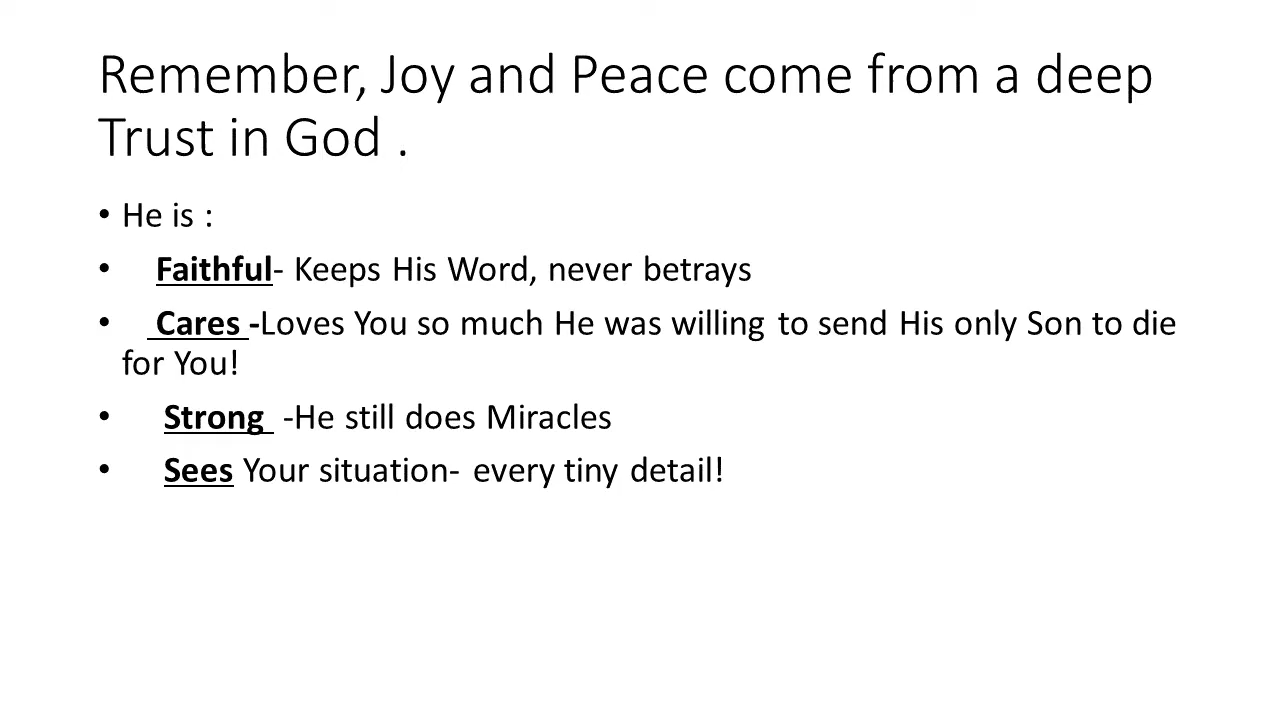 Remember, Joy and Peace come from a deep
Trust in God .
• He is :
• Faithful- Keeps His Word, never betrays
• Cares -Loves You so much He was willing to send His only Son to die
for You!
• Strong -He still does Miracles
• Sees Your situation- every tiny detail!